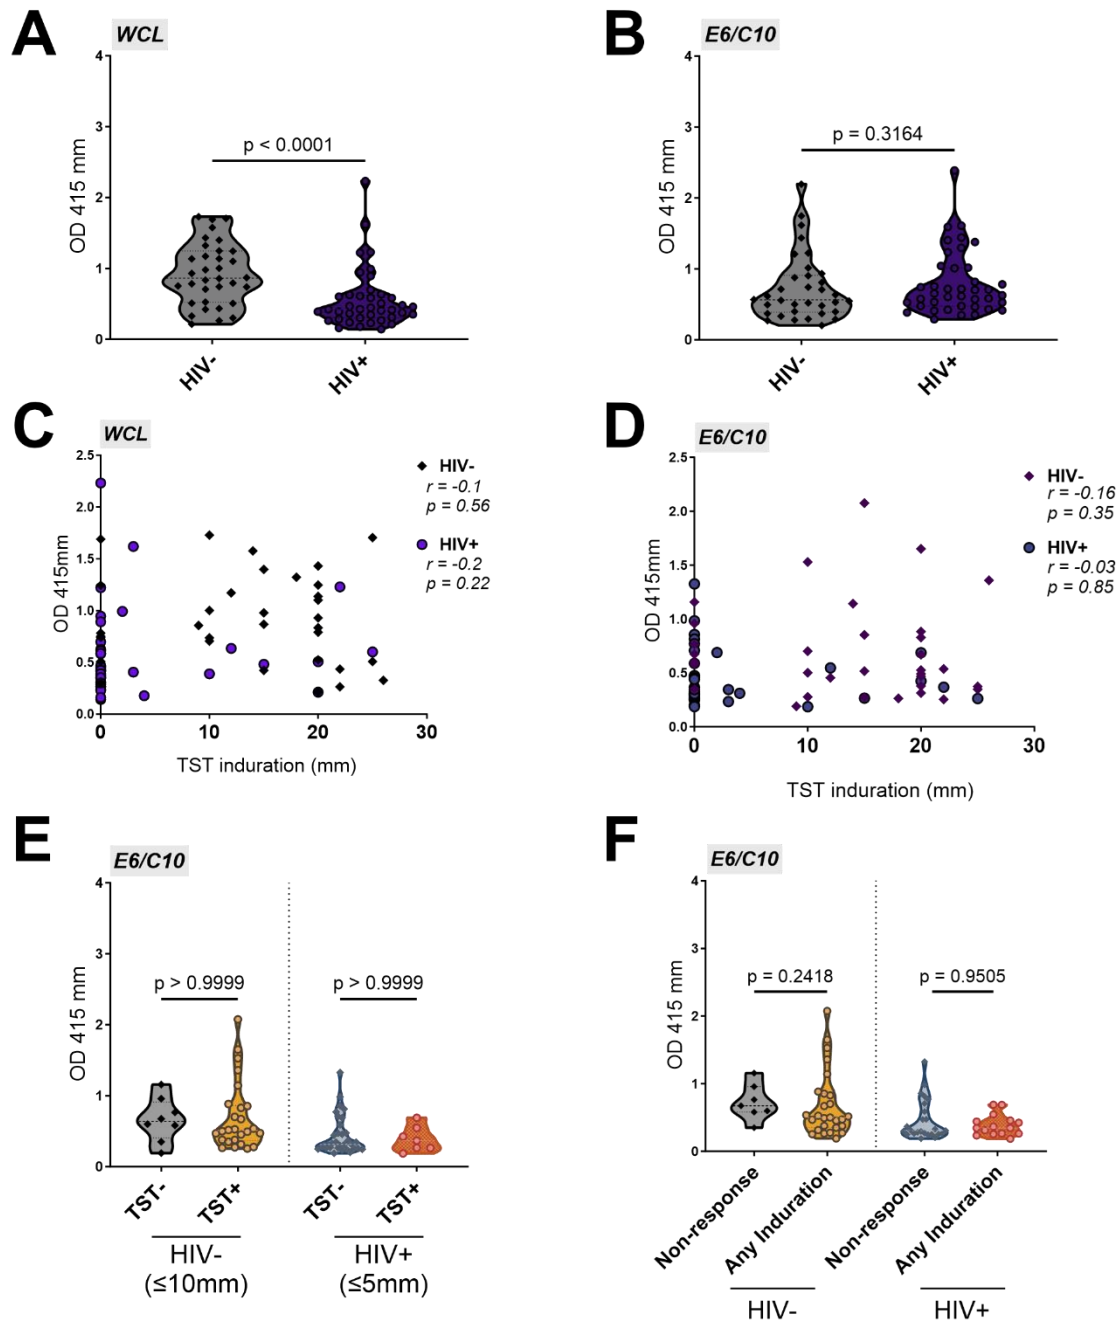 A
WCL
4
3
2
1
0
OD 415 mm
p < 0.0001
HIV-
HIV+
B
E6/C10
4
3
2
1
0
OD 415 mm
p = 0.3164
HIV-
HIV+
C
WCL
2.5
2.0
1.5
1.0
0.5
0.0
OD 415mm
0
10
20
30
TST induration (mm)
HIV-
r = -0.1
p = 0.56
HIV+
r = -0.2
p = 0.22
D
E6/C10
2.5
2.0
1.5
1.0
0.5
0.0
OD 415mm
0
10
20
30
TST induration (mm)
HIV-
r = -0.16
p = 0.35
HIV+
r = -0.03
p = 0.85
E
E6/C10
4
3
2
1
0
OD 415 mm
p > 0.9999
p > 0.9999
TST-
TST+
TST-
TST+
HIV-
(≤10mm)
HIV+
(≤5mm)
F
E6/C10
4
3
2
1
0
OD 415 mm
p = 0.2418
p = 0.9505
Non-response
Any Induration
Non-response
Any Induration
HIV-
HIV+